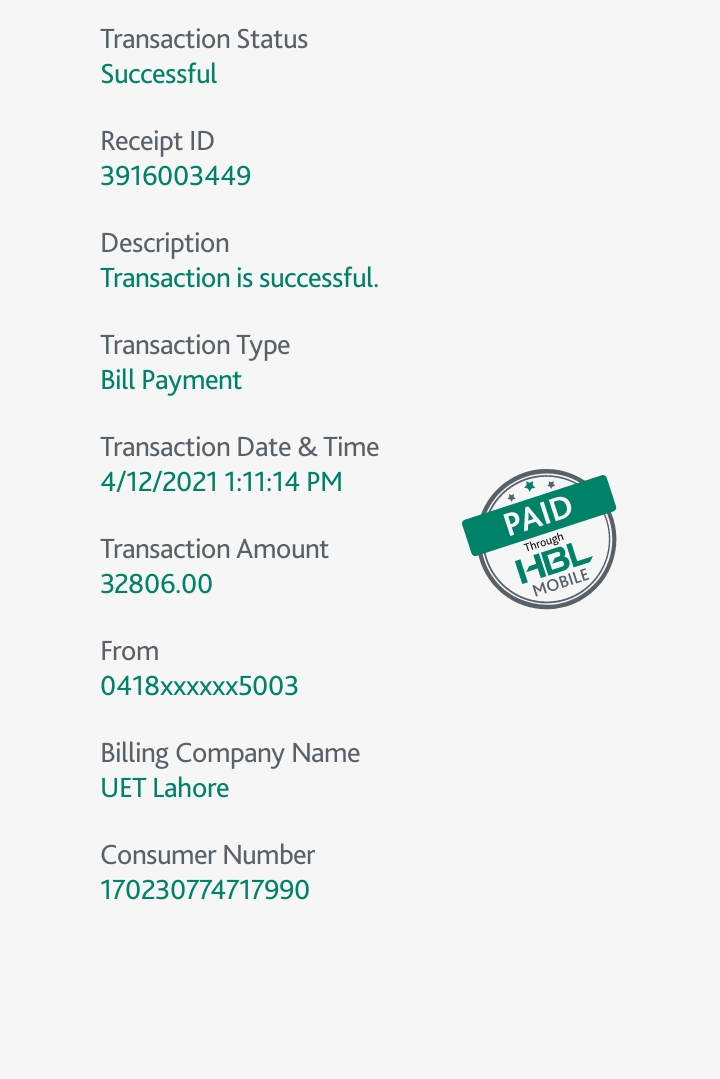 Transaction Status
Successful
Receipt ID
3916003449
Description
Transaction is successful.
Transaction Type
Bill Payment
Transaction Date & Time
4/12/2021 1:11:14 PM
Transaction Amount
32806.00
PAID
Through
HBL
MOBILE
From
0418xxxxxx5003
Billing Company Name
UET Lahore
Consumer Number
170230774717990